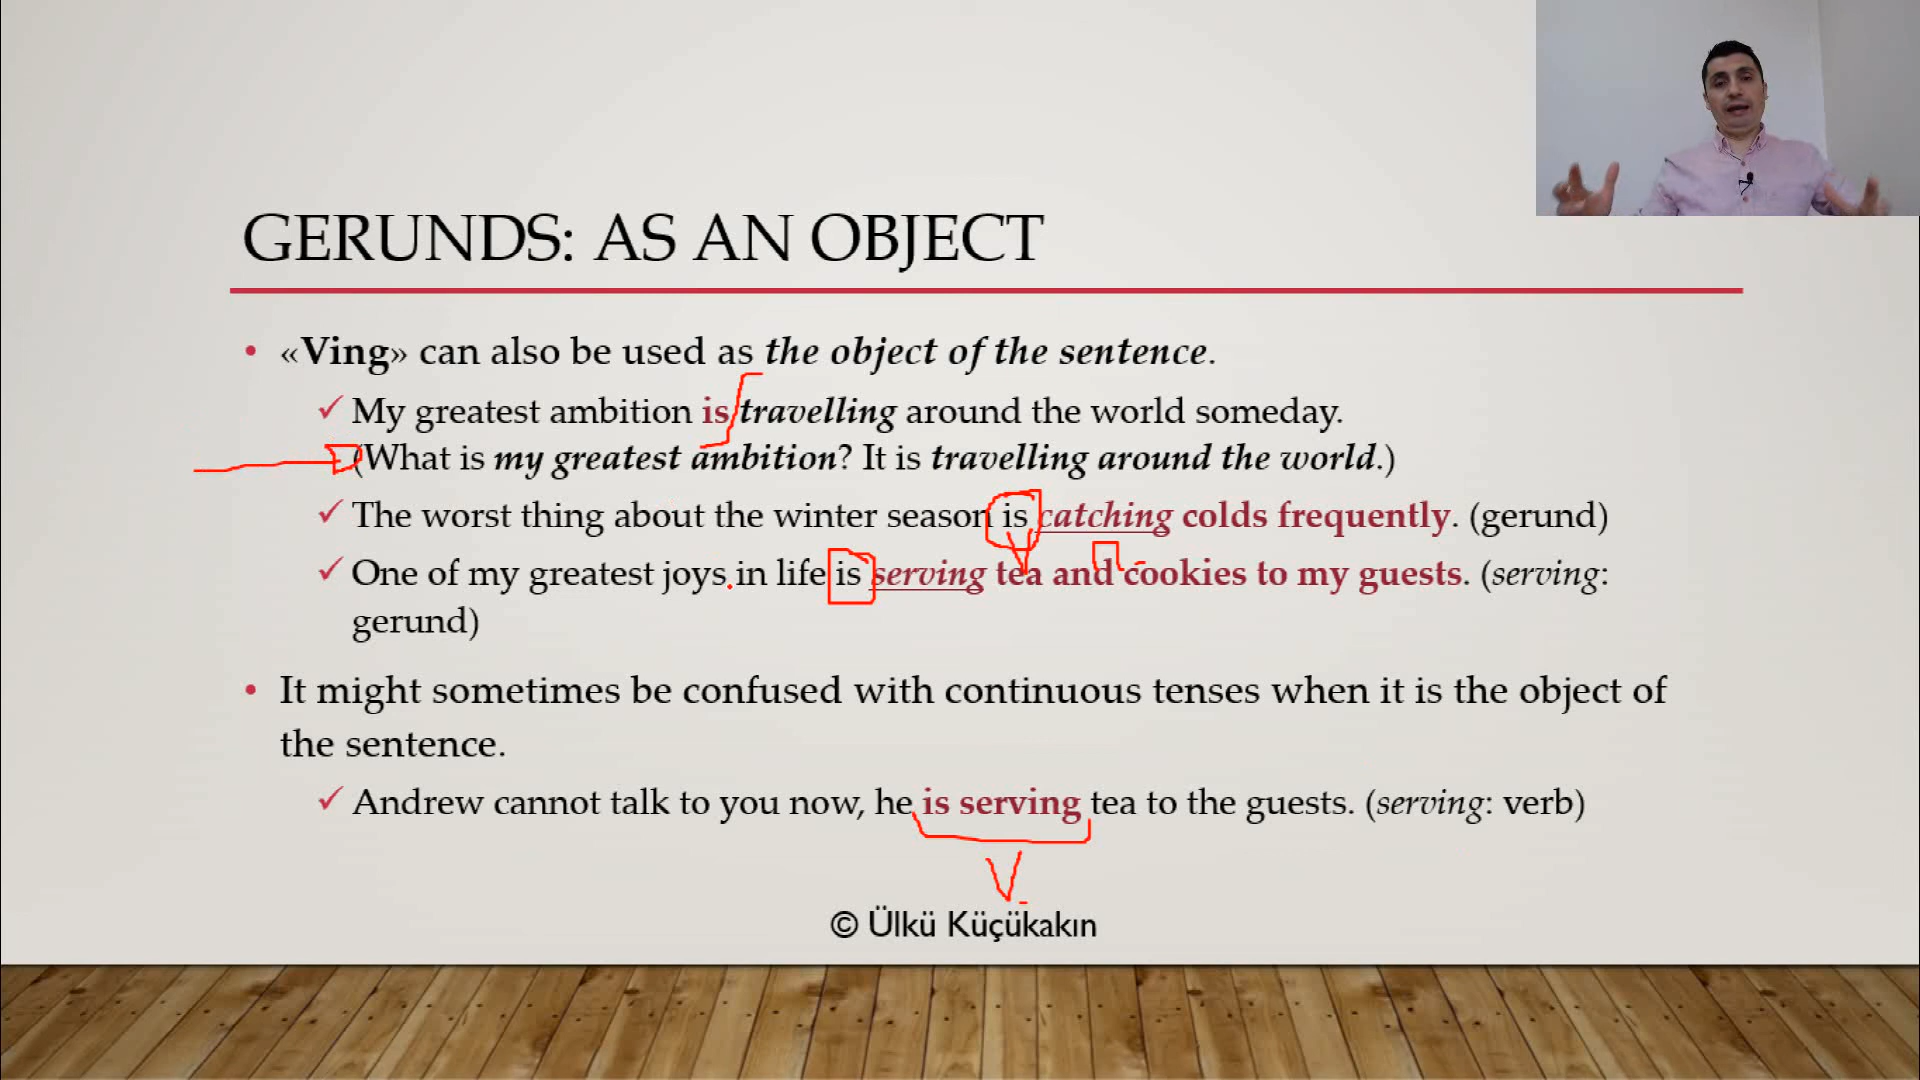 GERUNDS: AS AN OBJECT
• «Ving» can also be used as the object of the sentence.
✓ My greatest ambition is travelling around the world someday.
(What is my greatest ambition? It is travelling around the world.)
✓ The worst thing about the winter season is catching colds frequently. (gerund)
✓ One of my greatest joys in life is serving tea and cookies to my guests. (serving:
gerund)
• It might sometimes be confused with continuous tenses when it is the object of
the sentence.
✓ Andrew cannot talk to you now, he is serving tea to the guests. (serving: verb)
V
© Ülkü Küçükakın